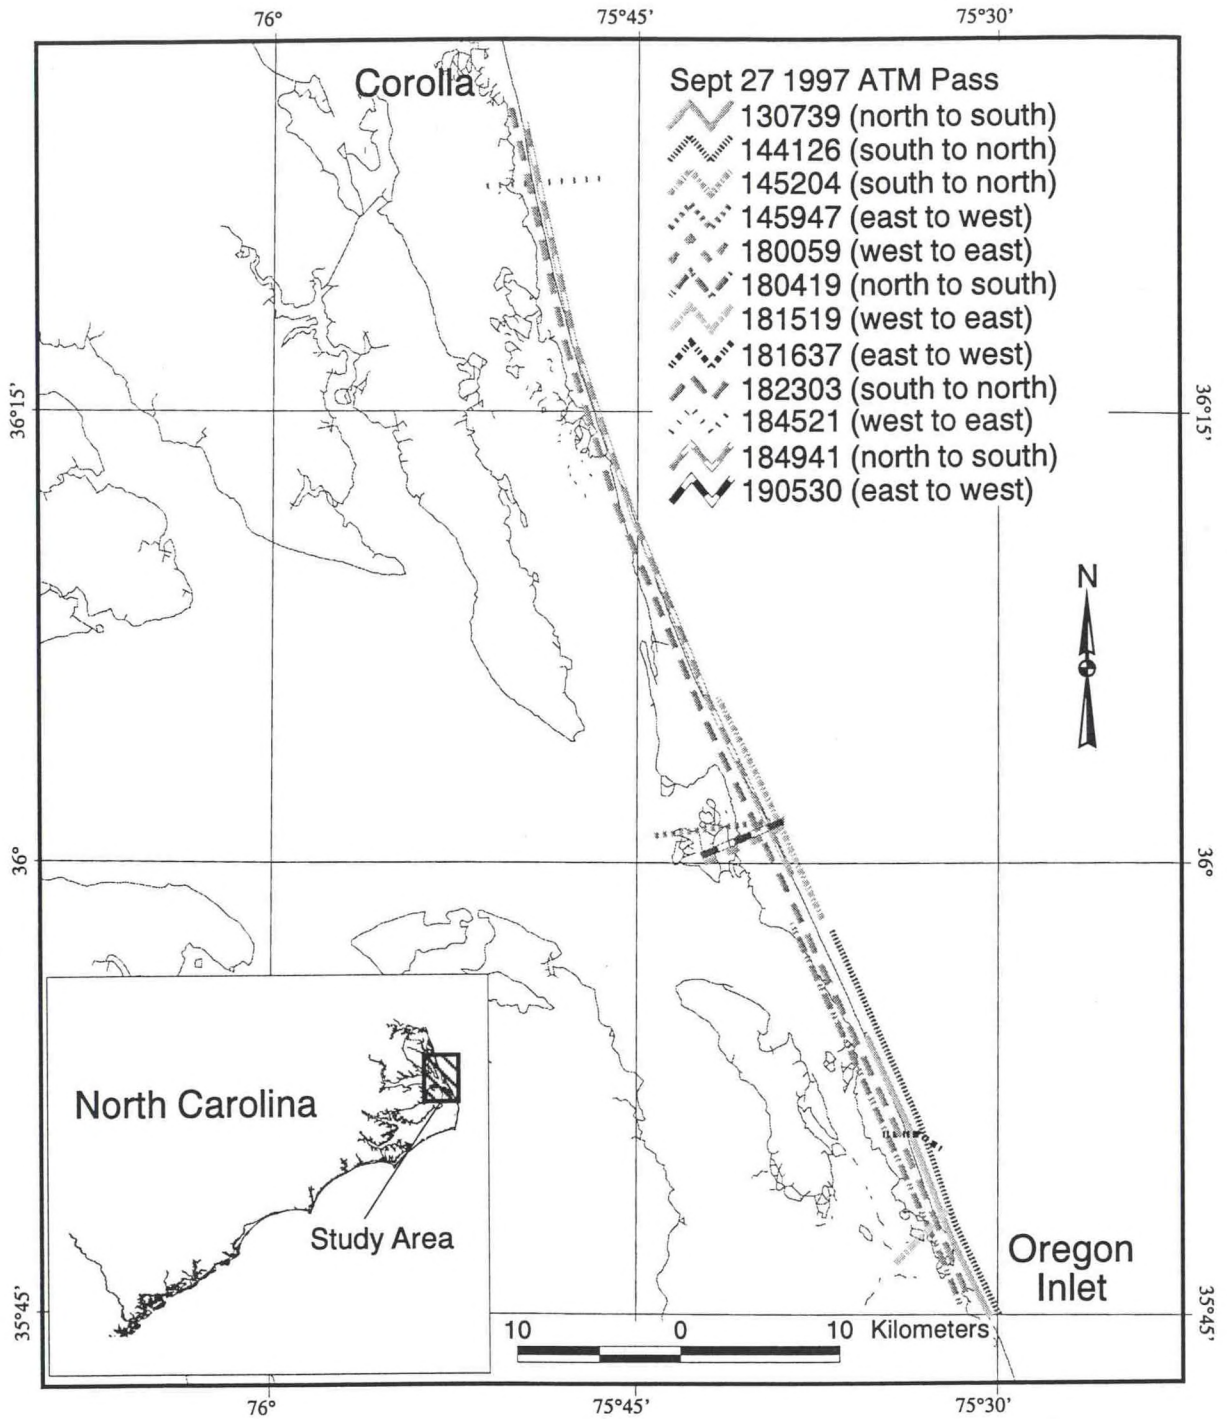 76°
75°45'
75°30'
Corolla
Sept 27 1997 ATM Pass
130739 (north to south)
144126 (south to north)
145204 (south to north)
145947 (east to west)
180059 (west to east)
180419 (north to south)
181519 (west to east)
181637 (east to west)
182303 (south to north)
184521 (west to east)
184941 (north to south)
190530 (east to west)
36°15'
36°15'
N
36°
36°
North Carolina
Study Area
Oregon
Inlet
35°45'
35°45'
10 0 10 Kilometers
76°
75°45'
75°30'